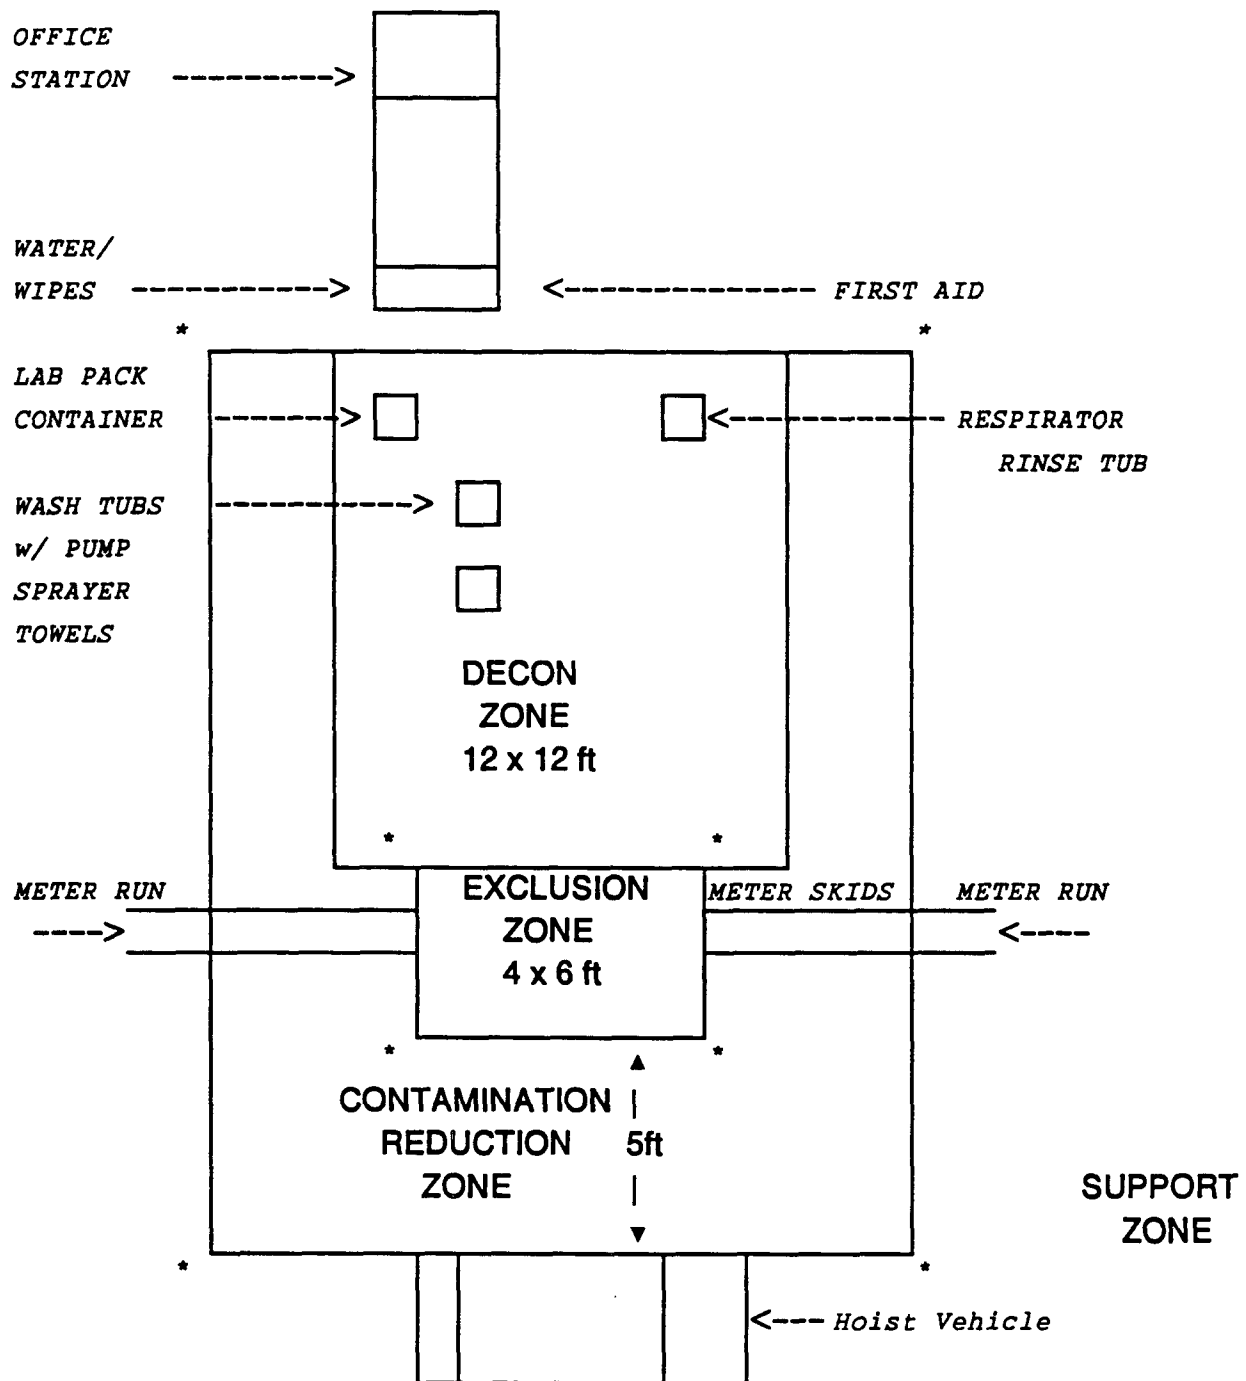 OFFICE
STATION
WATER/
WIPES
FIRST AID
* *
LAB PACK
CONTAINER
RESPIRATOR
RINSE TUB
WASH TUBS
w/ PUMP
SPRAYER
TOWELS
DECON
ZONE
12 x 12 ft
* *
METER RUN
EXCLUSION
ZONE
4 x 6 ft
METER SKIDS
METER RUN
* *
CONTAMINATION
REDUCTION
ZONE
5ft
SUPPORT
ZONE
* *
Hoist Vehicle